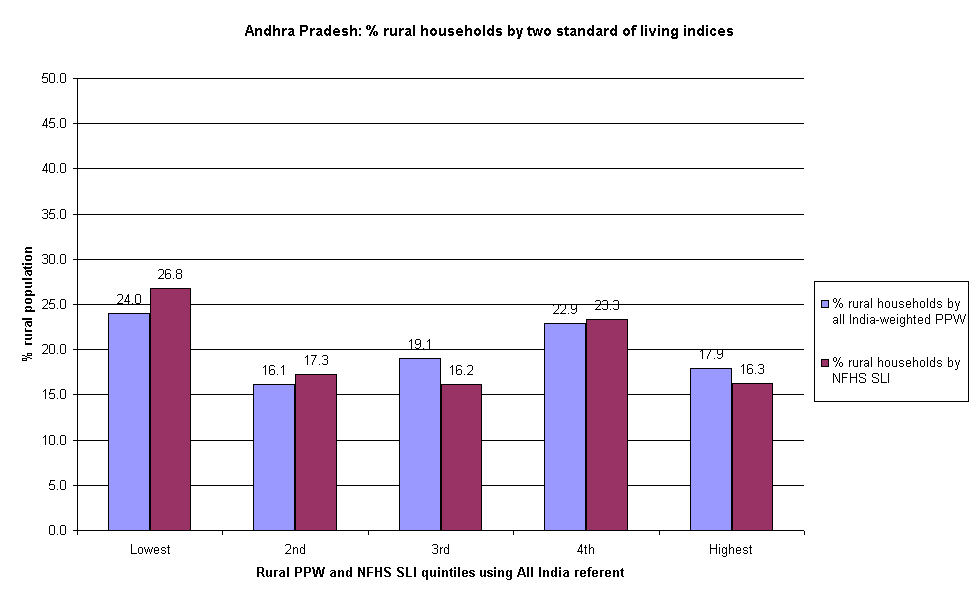 Andhra Pradesh: % rural households by two standard of living indices
50.0
45.0
40.0
35.0
30.0
25.0
20.0
15.0
10.0
5.0
0.0
% rural population
24.0
26.8
16.1
17.3
19.1
16.2
22.9
23.3
17.9
16.3
Lowest
2nd
3rd
4th
Highest
Rural PPW and NFHS SLI quintiles using All India referent
% rural households by
all India-weighted PPW
% rural households by
NFHS SLI